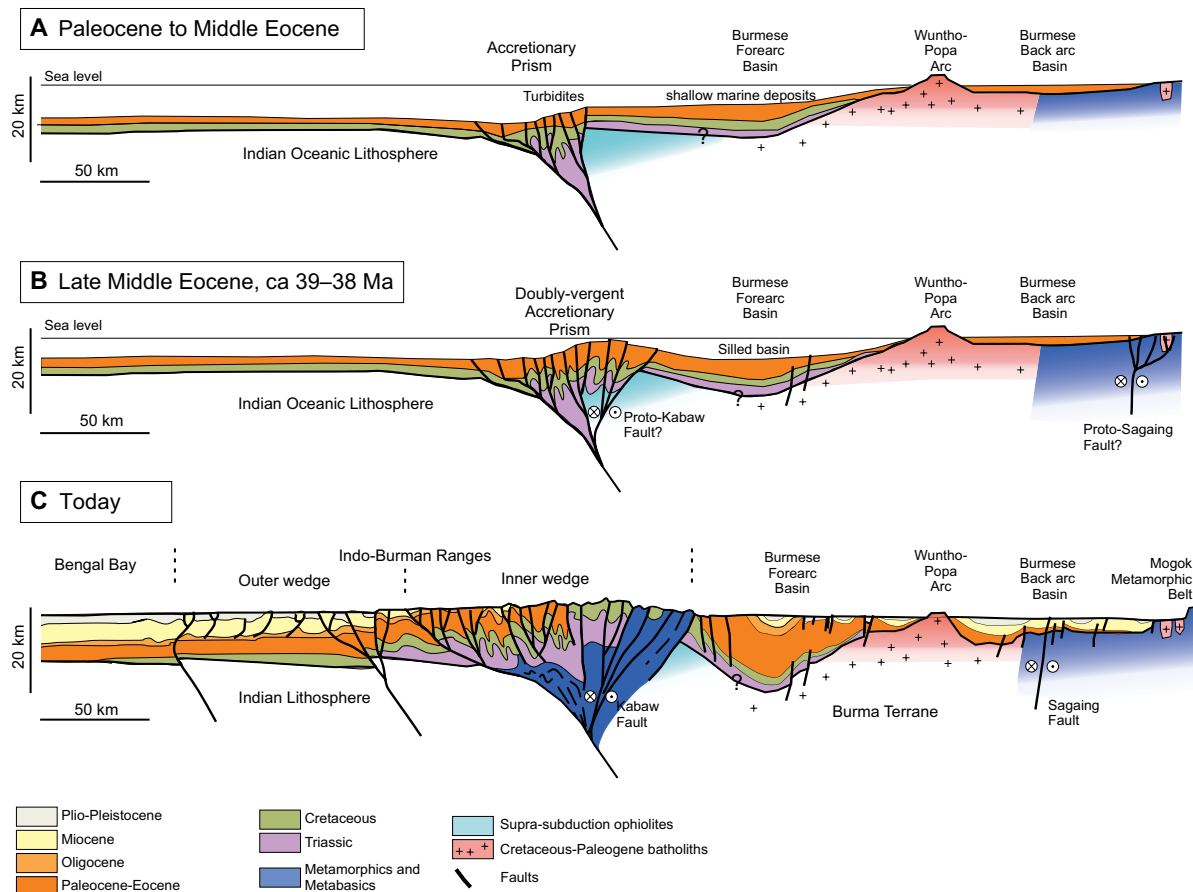 A Paleocene to Middle Eocene
Accretionary
Prism
Burmese
Forearc
Basin
Wuntho-
Popa
Arc
Burmese
Back arc
Basin
Sea level
20 km
Turbidites
shallow marine deposits
?
Indian Oceanic Lithosphere
50 km
B Late Middle Eocene, ca 39–38 Ma
Doubly-vergent
Accretionary
Prism
Burmese
Forearc
Basin
Wuntho-
Popa
Arc
Burmese
Back arc
Basin
Sea level
20 km
Silled basin
?
Indian Oceanic Lithosphere
50 km
Proto-Kabaw
Fault?
Proto-Sagaing
Fault?
C Today
Bengal Bay
Indo-Burman Ranges
Outer wedge
Inner wedge
Burmese
Forearc
Basin
Wuntho-
Popa
Arc
Burmese
Back arc
Basin
Mogok
Metamorphic
Belt
20 km
?
Indian Lithosphere
50 km
Kabaw
Fault
Burma Terrane
Sagaing
Fault
Plio-Pleistocene
Miocene
Oligocene
Paleocene-Eocene
Cretaceous
Triassic
Metamorphics and
Metabasics
Supra-subduction ophiolites
Cretaceous-Paleogene batholiths
Faults